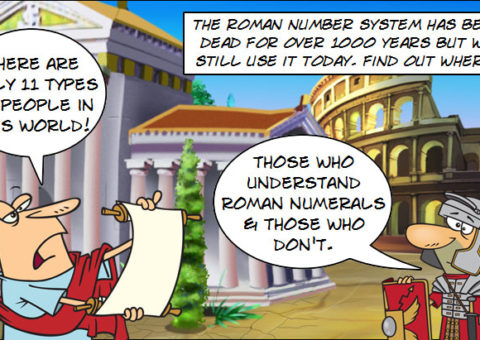 THE ROMAN NUMBER SYSTEM HAS BE
DEAD FOR OVER 1000 YEARS BUT W
STILL USE IT TODAY. FIND OUT WHER
HERE ARE
LY 11 TYPES
PEOPLE IN
S WORLD!
THOSE WHO
UNDERSTAND
ROMAN NUMERALS
& THOSE WHO
DON'T.